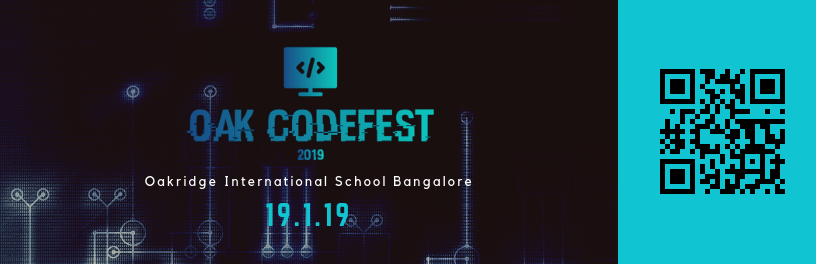 </>
OAK CODEFEST
2019
Oakridge International School Bangalore
19.1.19